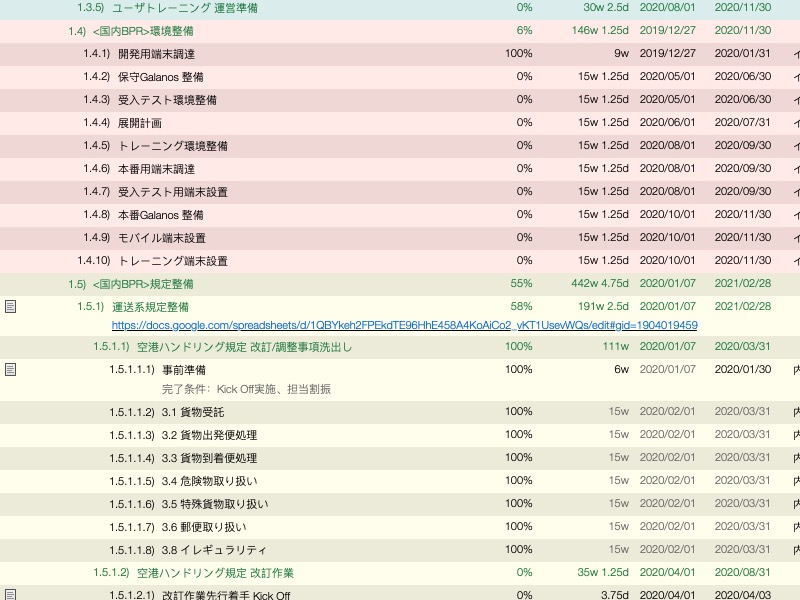 1.3.5) ユーザトレーニング 運営準備 0% 30w 2.5d 2020/08/01 2020/11/30
1.4) <国内BPR>環境整備 6% 146w 1.25d 2019/12/27 2020/11/30
1.4.1) 開発用端末調達 100% 9w 2019/12/27 2020/01/31
1.4.2) 保守Galanos 整備 0% 15w 1.25d 2020/05/01 2020/06/30
1.4.3) 受入テスト環境整備 0% 15w 1.25d 2020/05/01 2020/06/30
1.4.4) 展開計画 0% 15w 1.25d 2020/06/01 2020/07/31
1.4.5) トレーニング環境整備 0% 15w 1.25d 2020/08/01 2020/09/30
1.4.6) 本番用端末調達 0% 15w 1.25d 2020/08/01 2020/09/30
1.4.7) 受入テスト用端末設置 0% 15w 1.25d 2020/08/01 2020/09/30
1.4.8) 本番Galanos 整備 0% 15w 1.25d 2020/10/01 2020/11/30
1.4.9) モバイル端末設置 0% 15w 1.25d 2020/10/01 2020/11/30
1.4.10) トレーニング端末設置 0% 15w 1.25d 2020/10/01 2020/11/30
1.5) <国内BPR>規定整備 55% 442w 4.75d 2020/01/07 2021/02/28
1.5.1) 運送系規定整備 58% 191w 2.5d 2020/01/07 2021/02/28
https://docs.google.com/spreadsheets/d/1QBYkeh2FPEkdTE96HhE458A4KoAiCo2_vKT1UsevWQs/edit#gid=1904019459
1.5.1.1) 空港ハンドリング規定 改訂/調整事項洗出し 100% 111w 2020/01/07 2020/03/31
1.5.1.1.1) 事前準備 100% 6w 2020/01/07 2020/01/30
完了条件：Kick Off実施、担当割振
1.5.1.1.2) 3.1 貨物受託 100% 15w 2020/02/01 2020/03/31
1.5.1.1.3) 3.2 貨物出発便処理 100% 15w 2020/02/01 2020/03/31
1.5.1.1.4) 3.3 貨物到着便処理 100% 15w 2020/02/01 2020/03/31
1.5.1.1.5) 3.4 危険物取り扱い 100% 15w 2020/02/01 2020/03/31
1.5.1.1.6) 3.5 特殊貨物取り扱い 100% 15w 2020/02/01 2020/03/31
1.5.1.1.7) 3.6 郵便取り扱い 100% 15w 2020/02/01 2020/03/31
1.5.1.1.8) 3.8 イレギュラリティ 100% 15w 2020/02/01 2020/03/31
1.5.1.2) 空港ハンドリング規定 改訂作業 0% 35w 1.25d 2020/04/01 2020/08/31
1.5.1.2.1) 改訂作業先行着手 Kick Off 0% 3.75d 2020/04/01 2020/04/03